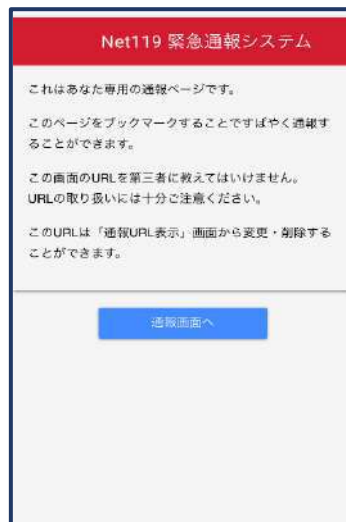 Net119 緊急通報システム
これはあなた専用の通報ページです。
このページをブックマークすることですばやく通報す
ることができます。
この画面のURLを第三者に教えてはいけません。
URLの取り扱いには十分ご注意ください。
このURLは「通報URL表示」画面から変更・削除する
ことができます。
通報画面へ